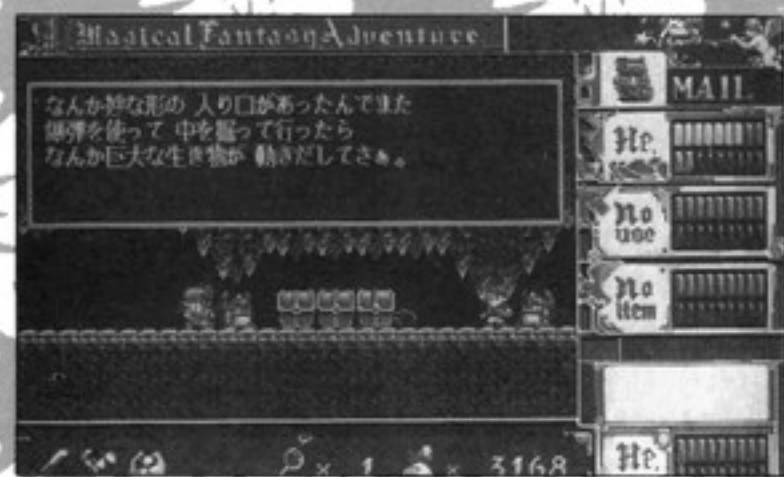 Magical Fantasy Adventure
MAIL
なんか妙な形の 入り口があったんでまた
爆弾を使って 中を掘って行ったら
なんか巨大な生き物が 動きだしてさぁ。
He.
No
use
No
item
× 1 × 3168
He.